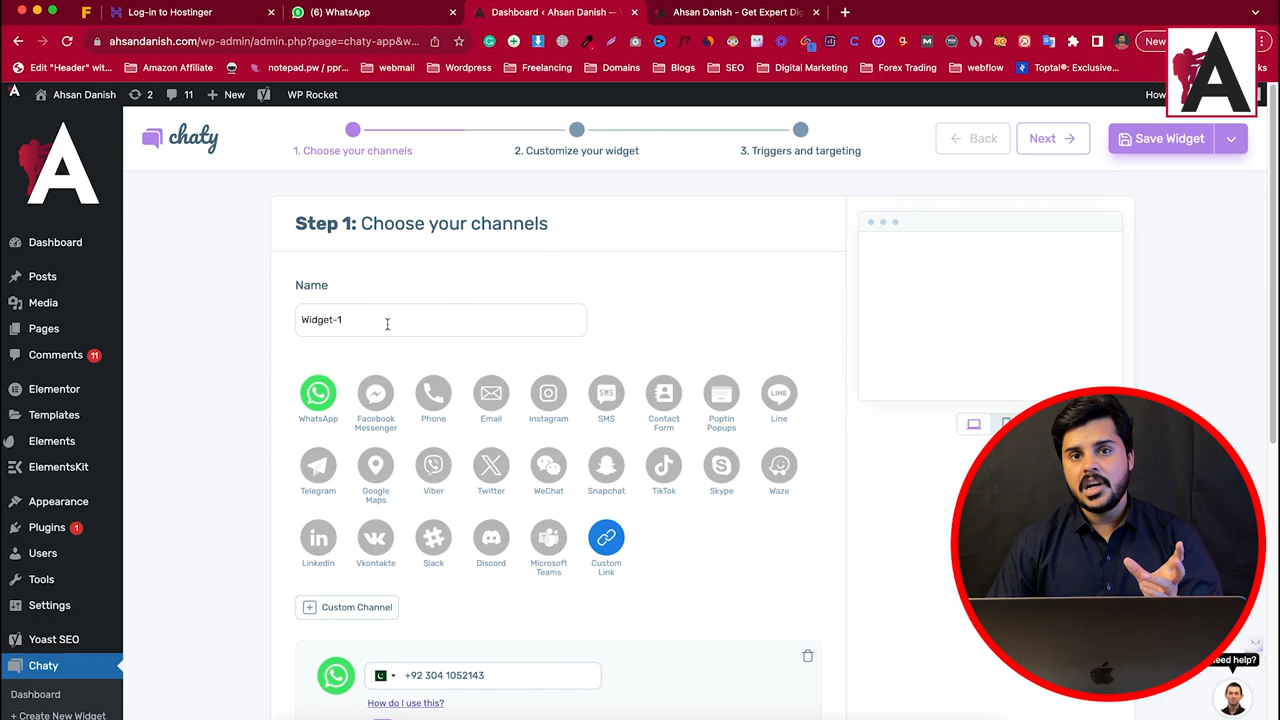 Log-in to Hostinger
(6) WhatsApp
Dashboard ‹ Ahsan Danish —
Ahsan Danish - Get Expert Dig
ahsandanish.com/wp-admin/admin.php?page=chaty-app&w...
New
Edit "Header" wit...
Amazon Affiliate
notepad.pw / ppr...
webmail
Wordpress
Freelancing
Domains
Blogs
SEO
Digital Marketing
Forex Trading
webflow
Toptal®: Exclusive...
Ahsan Danish
2
11
New
WP Rocket
How
A
A
chaty
1. Choose your channels
2. Customize your widget
3. Triggers and targeting
Back
Next
Save Widget
Dashboard
Posts
Media
Pages
Comments 11
Elementor
Templates
Elements
ElementsKit
Appearance
Plugins 1
Users
Tools
Settings
Yoast SEO
Chaty
Dashboard
+ Create New Widget
Step 1: Choose your channels
Name
Widget-1
WhatsApp
Facebook Messenger
Phone
Email
Instagram
SMS
SMS
Contact Form
Poptin Popups
LINE
Line
Telegram
Google Maps
Viber
Twitter
WeChat
Snapchat
TikTok
Skype
Waze
Linkedin
Vkontakte
Slack
Discord
Microsoft Teams
Custom Link
Custom Channel
+92 304 1052143
How do I use this?
need help?